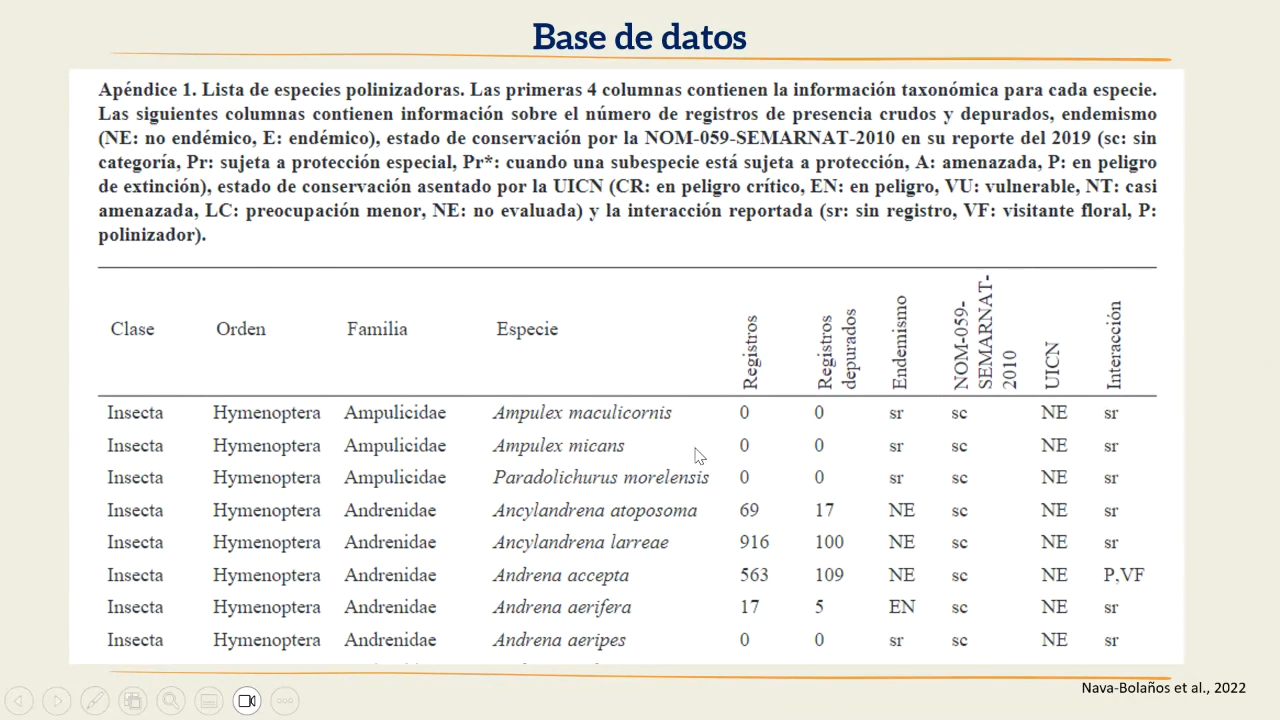 Base de datos
Apéndice 1. Lista de especies polinizadoras. Las primeras 4 columnas contienen la información taxonómica para cada especie.
Las siguientes columnas contienen información sobre el número de registros de presencia crudos y depurados, endemismo
(NE: no endémico, E: endémico), estado de conservación por la NOM-059-SEMARNAT-2010 en su reporte del 2019 (sc: sin
categoría, Pr: sujeta a protección especial, Pr*: cuando una subespecie está sujeta a protección, A: amenazada, P: en peligro
de extinción), estado de conservación asentado por la UICN (CR: en peligro crítico, EN: en peligro, VU: vulnerable, NT: casi
amenazada, LC: preocupación menor, NE: no evaluada) y la interacción reportada (sr: sin registro, VF: visitante floral, P:
polinizador).
Clase Orden Familia Especie Registros Registros depurados Endemismo NOM-059-SEMARNAT-2010 UICN Interacción
Insecta Hymenoptera Ampulicidae Ampulex maculicornis 0 0 sr sc NE sr
Insecta Hymenoptera Ampulicidae Ampulex micans 0 0 sr sc NE sr
Insecta Hymenoptera Ampulicidae Paradolichurus morelensis 0 0 sr sc NE sr
Insecta Hymenoptera Andrenidae Ancylandrena atoposoma 69 17 NE sc NE sr
Insecta Hymenoptera Andrenidae Ancylandrena larreae 916 100 NE sc NE sr
Insecta Hymenoptera Andrenidae Andrena accepta 563 109 NE sc NE P,VF
Insecta Hymenoptera Andrenidae Andrena aerifera 17 5 EN sc NE sr
Insecta Hymenoptera Andrenidae Andrena aeripes 0 0 sr sc NE sr
Nava-Bolaños et al., 2022